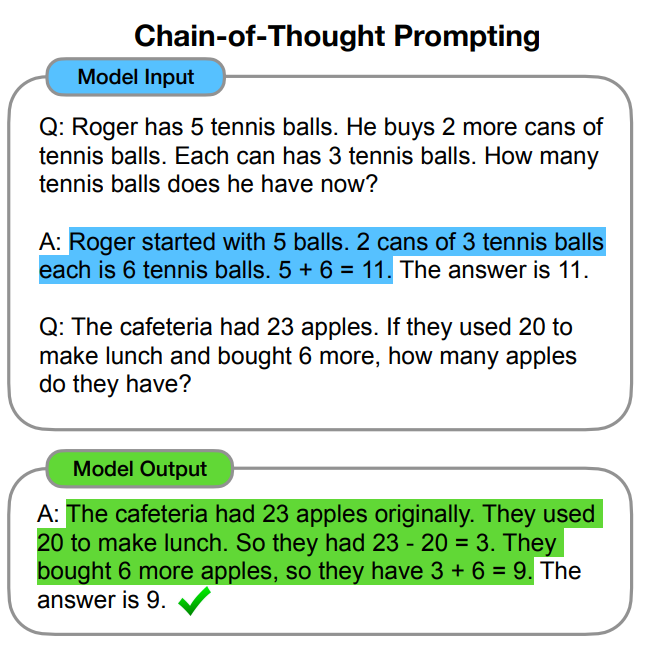 Chain-of-Thought Prompting
Model Input
Q: Roger has 5 tennis balls. He buys 2 more cans of
tennis balls. Each can has 3 tennis balls. How many
tennis balls does he have now?
A: Roger started with 5 balls. 2 cans of 3 tennis balls
each is 6 tennis balls. 5 + 6 = 11. The answer is 11.
Q: The cafeteria had 23 apples. If they used 20 to
make lunch and bought 6 more, how many apples
do they have?
Model Output
A: The cafeteria had 23 apples originally. They used
20 to make lunch. So they had 23 - 20 = 3. They
bought 6 more apples, so they have 3 + 6 = 9. The
answer is 9.